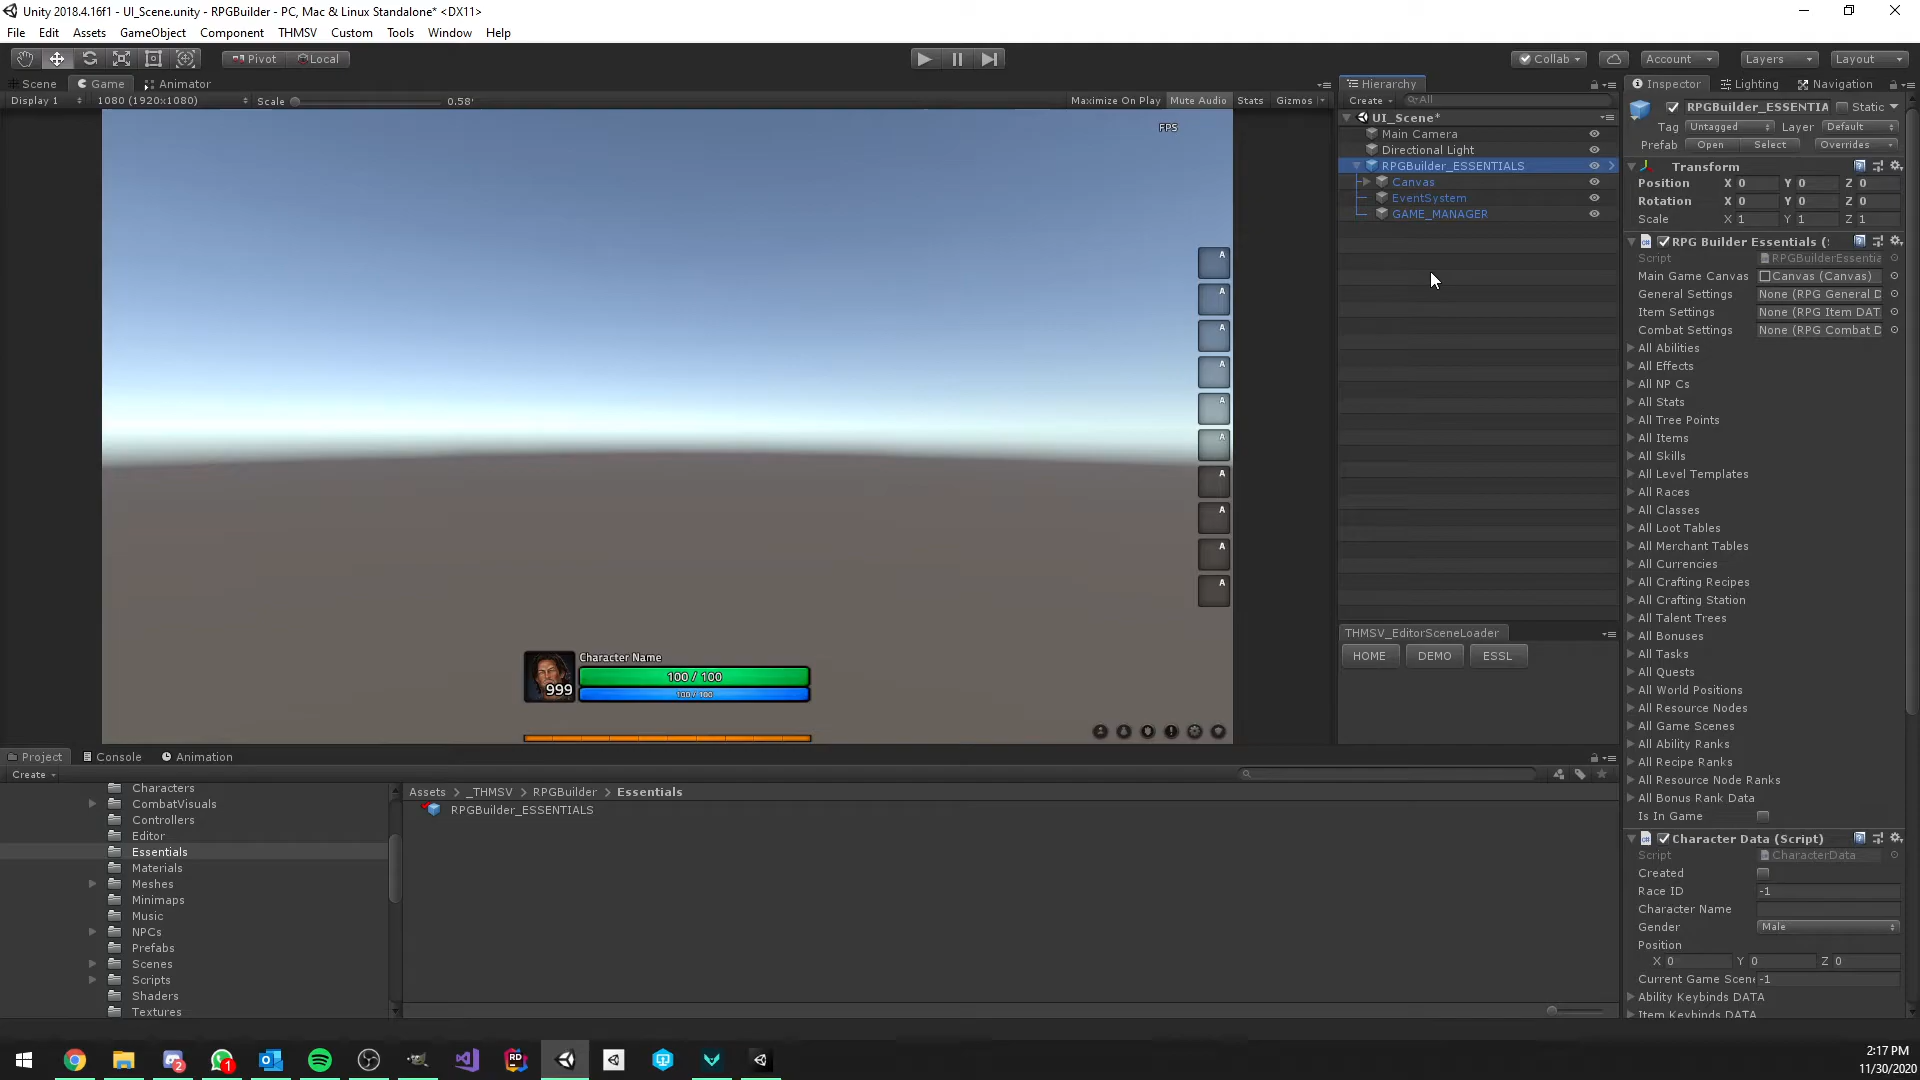 Unity 2018.4.16f1 - UI_Scene.unity - RPGBuilder - PC, Mac & Linux Standalone* <DX11>
File Edit Assets GameObject Component THMSV Custom Tools Window Help
Pivot Local Collab Account Layers Layout
Scene Game Animator
Display 1 1080 (1920x1080) Scale 0.58 Maximize On Play Mute Audio Stats Gizmos
FPS
A
A
A
A
A
A
A
A
A
A
Character Name
999 100 / 100
100 / 100
Hierarchy
Create All
UI_Scene*
Main Camera
Directional Light
RPGBuilder_ESSENTIALS
Canvas
EventSystem
GAME_MANAGER
THMSV_EditorSceneLoader
HOME DEMO ESSL
Inspector Lighting Navigation
RPGBuilder_ESSENTIA Static
Tag Untagged Layer Default
Prefab Open Select Overrides
Transform
Position X 0 Y 0 Z 0
Rotation X 0 Y 0 Z 0
Scale X 1 Y 1 Z 1
RPG Builder Essentials (
Script RPGBuilderEssentia
Main Game Canvas Canvas (Canvas)
General Settings None (RPG General D
Item Settings None (RPG Item DAT
Combat Settings None (RPG Combat D
All Abilities
All Effects
All NP Cs
All Stats
All Tree Points
All Items
All Skills
All Level Templates
All Races
All Classes
All Loot Tables
All Merchant Tables
All Currencies
All Crafting Recipes
All Crafting Station
All Talent Trees
All Bonuses
All Tasks
All Quests
All World Positions
All Resource Nodes
All Game Scenes
All Ability Ranks
All Recipe Ranks
All Resource Node Ranks
All Bonus Rank Data
Is In Game
Character Data (Script)
Script CharacterData
Created
Race ID -1
Character Name
Gender Male
Position
X 0 Y 0 Z 0
Current Game Scene -1
Ability Keybinds DATA
Item Keybinds DATA
Project Console Animation
Create
Characters
CombatVisuals
Controllers
Editor
Essentials
Materials
Meshes
Minimaps
Music
NPCs
Prefabs
Scenes
Scripts
Shaders
Textures
Assets > _THMSV > RPGBuilder > Essentials
RPGBuilder_ESSENTIALS
2
1
RD
2:17 PM
11/30/2020